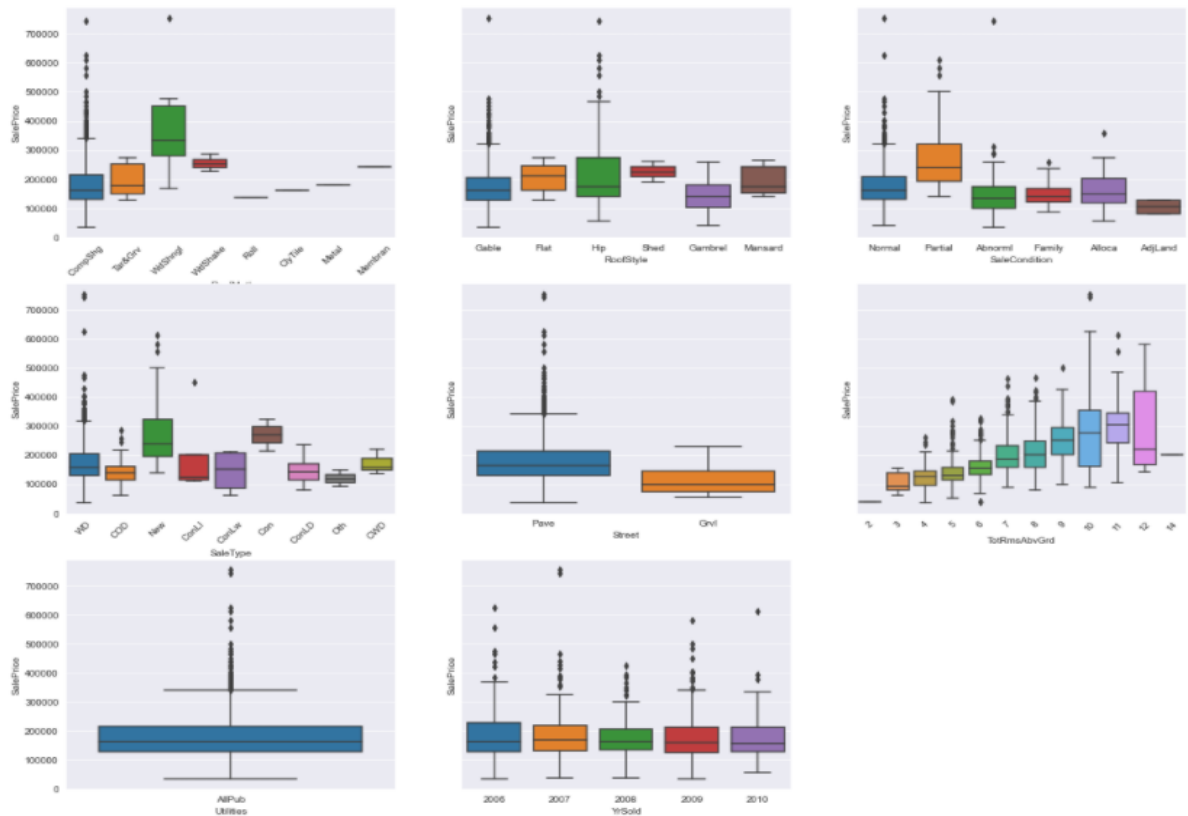 700000
600000
500000
400000
300000
200000
100000
0
SalePrice
CompShg Tar&Grv WdShngl WdShake Roll ClyTile Metal Membran
SalePrice
Gable Flat Hip Shed Gambrel Mansard
RoofStyle
SalePrice
Normal Partial Abnorml Family Alloca AdjLand
SaleCondition
700000
600000
500000
400000
300000
200000
100000
0
SalePrice
WD COD New ConLI ConLw Con ConLD Oth CWD
SaleType
SalePrice
Pave Grvl
Street
SalePrice
2 3 4 5 6 7 8 9 10 11 12 14
TotRmsAbvGrd
700000
600000
500000
400000
300000
200000
100000
0
SalePrice
AllPub
Utilities
SalePrice
2006 2007 2008 2009 2010
YrSold